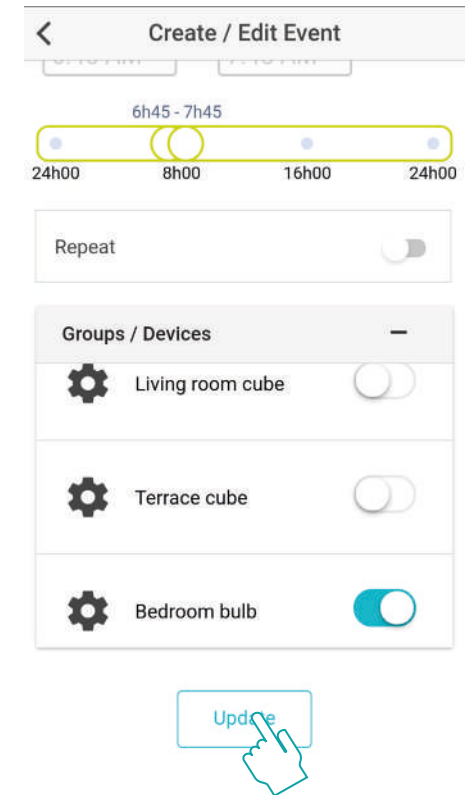 Create / Edit Event
6h45 - 7h45
24h00 8h00 16h00 24h00
Repeat
Groups / Devices
Living room cube
Terrace cube
Bedroom bulb
Update